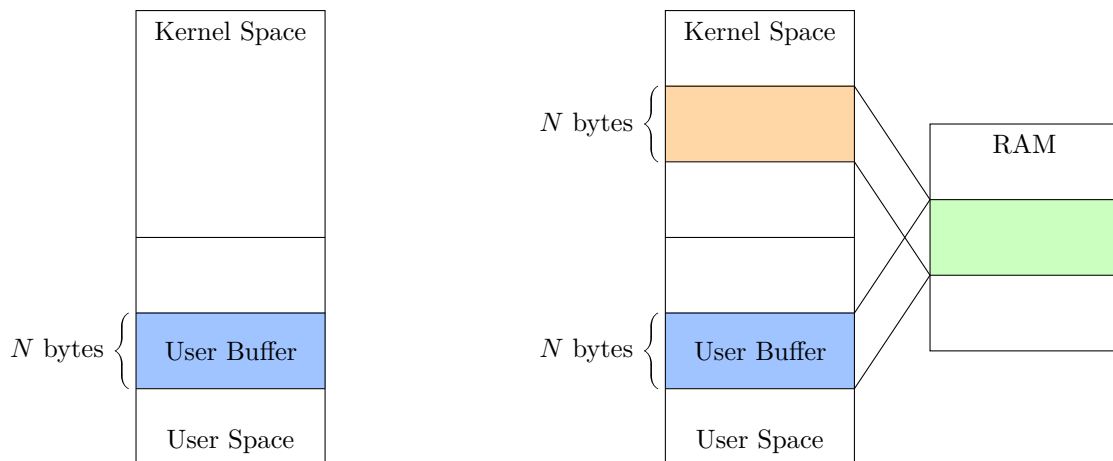 Kernel Space
N bytes
User Buffer
User Space
Kernel Space
N bytes
RAM
N bytes
User Buffer
User Space